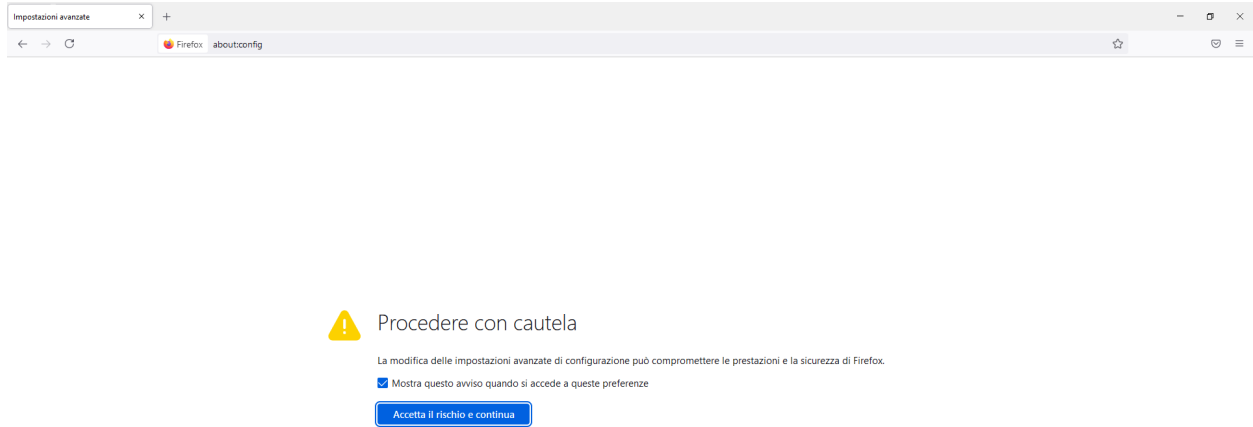 Impostazioni avanzate
Firefox about:config
Procedere con cautela
La modifica delle impostazioni avanzate di configurazione può compromettere le prestazioni e la sicurezza di Firefox.
Mostra questo avviso quando si accede a queste preferenze
Accetta il rischio e continua